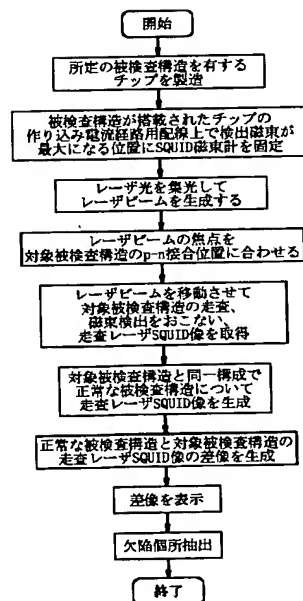 開始
所定の被検査構造を有する
チップを製造
被検査構造が搭載されたチップの
作り込み電流経路用配線上で検出磁束が
最大になる位置にSQUID磁束計を固定
レーザ光を集光して
レーザビームを生成する
レーザビームの焦点を
対象被検査構造のp-n接合位置に合わせる
レーザビームを移動させて
対象被検査構造の走査、
磁束検出をおこない、
走査レーザSQUID像を取得
対象被検査構造と同一構成で
正常な被検査構造について
走査レーザSQUID像を生成
正常な被検査構造と対象被検査構造の
走査レーザSQUID像の差像を生成
差像を表示
欠陥個所抽出
終了